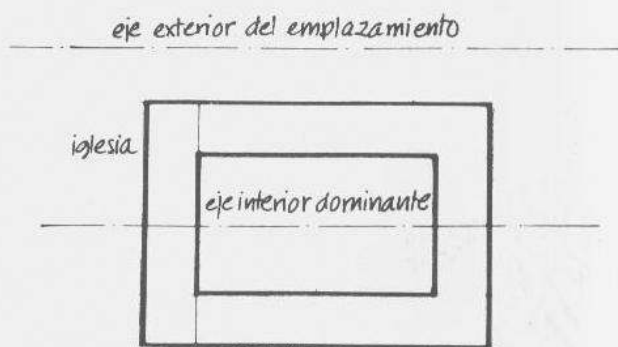 eje exterior del emplazamiento
iglesia
eje interior dominante